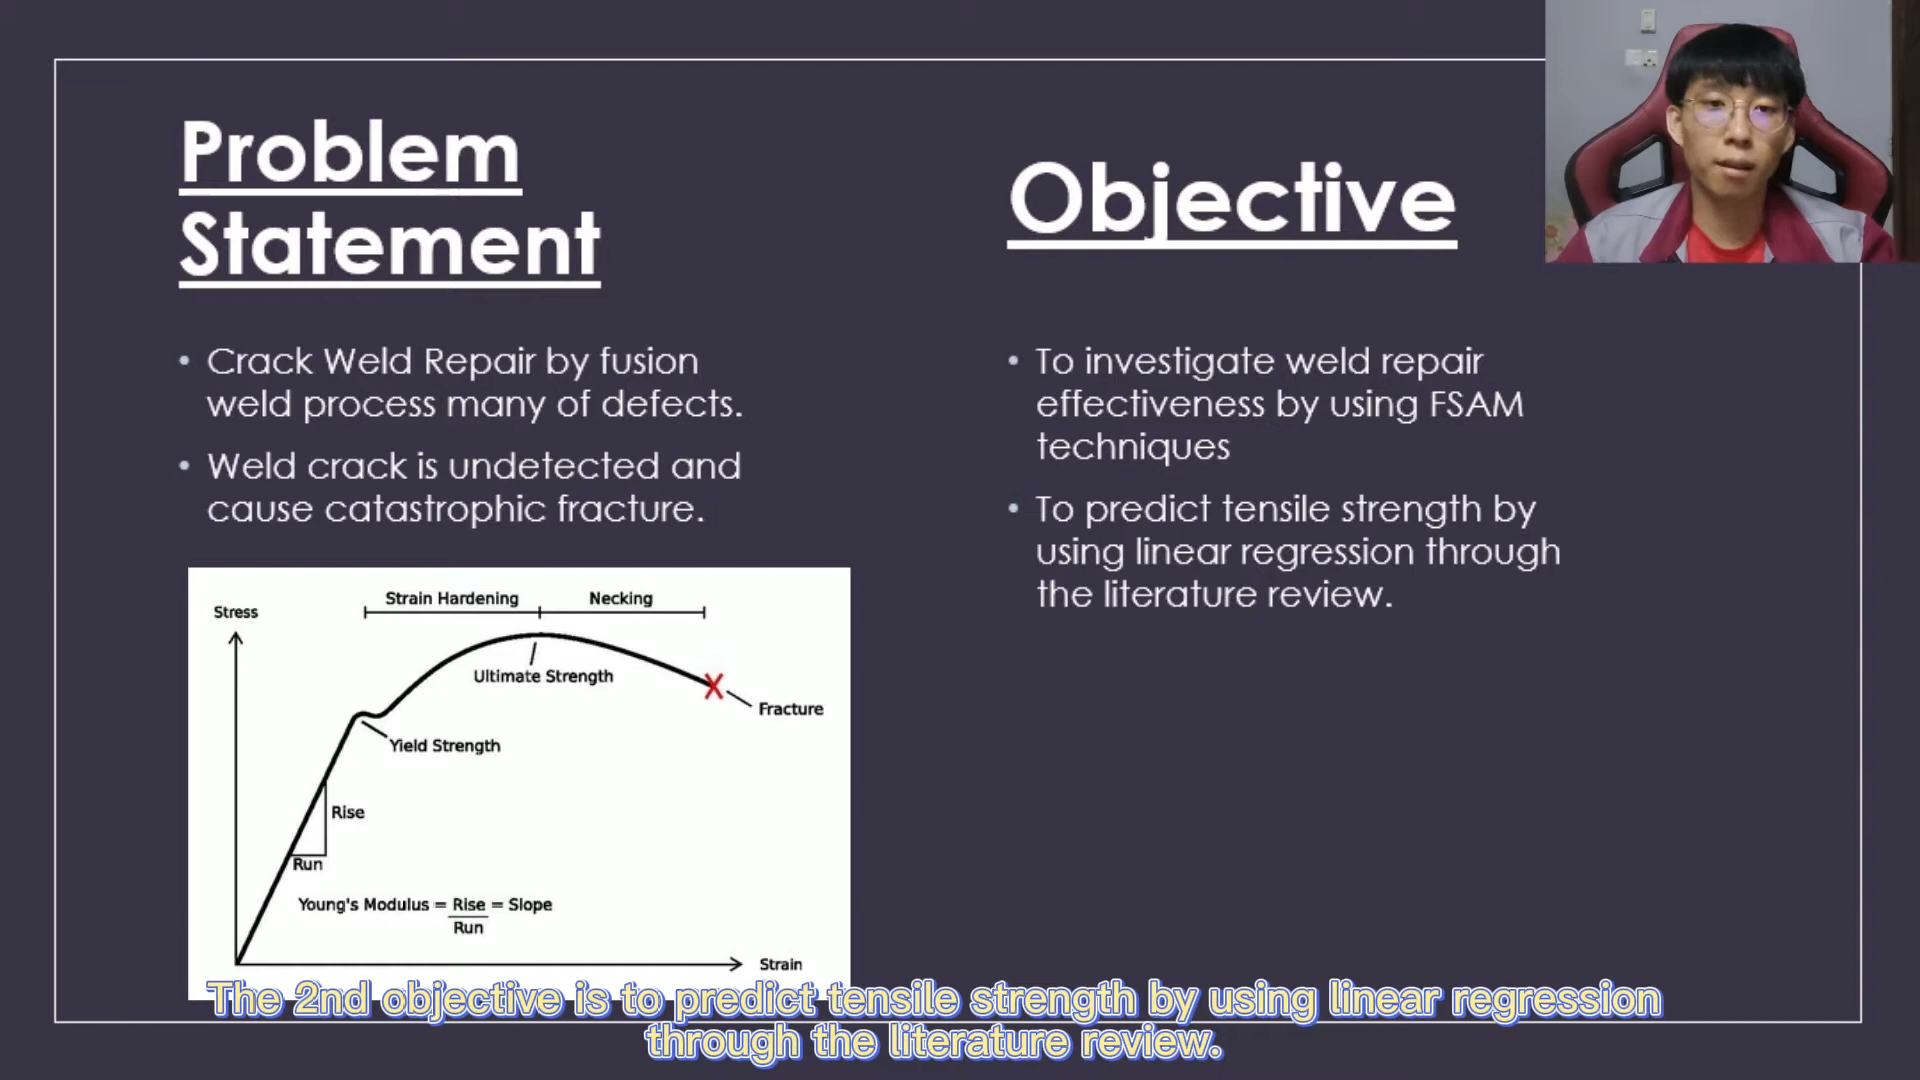 Problem
Statement
• Crack Weld Repair by fusion
weld process many of defects.
• Weld crack is undetected and
cause catastrophic fracture.
Stress
Strain Hardening
Necking
Ultimate Strength
Fracture
Yield Strength
Rise
Run
Young's Modulus = Rise = Slope
Run
Strain
Objective
• To investigate weld repair
effectiveness by using FSAM
techniques
• To predict tensile strength by
using linear regression through
the literature review.
The 2nd objective is to predict tensile strength by using linear regression
through the literature review.